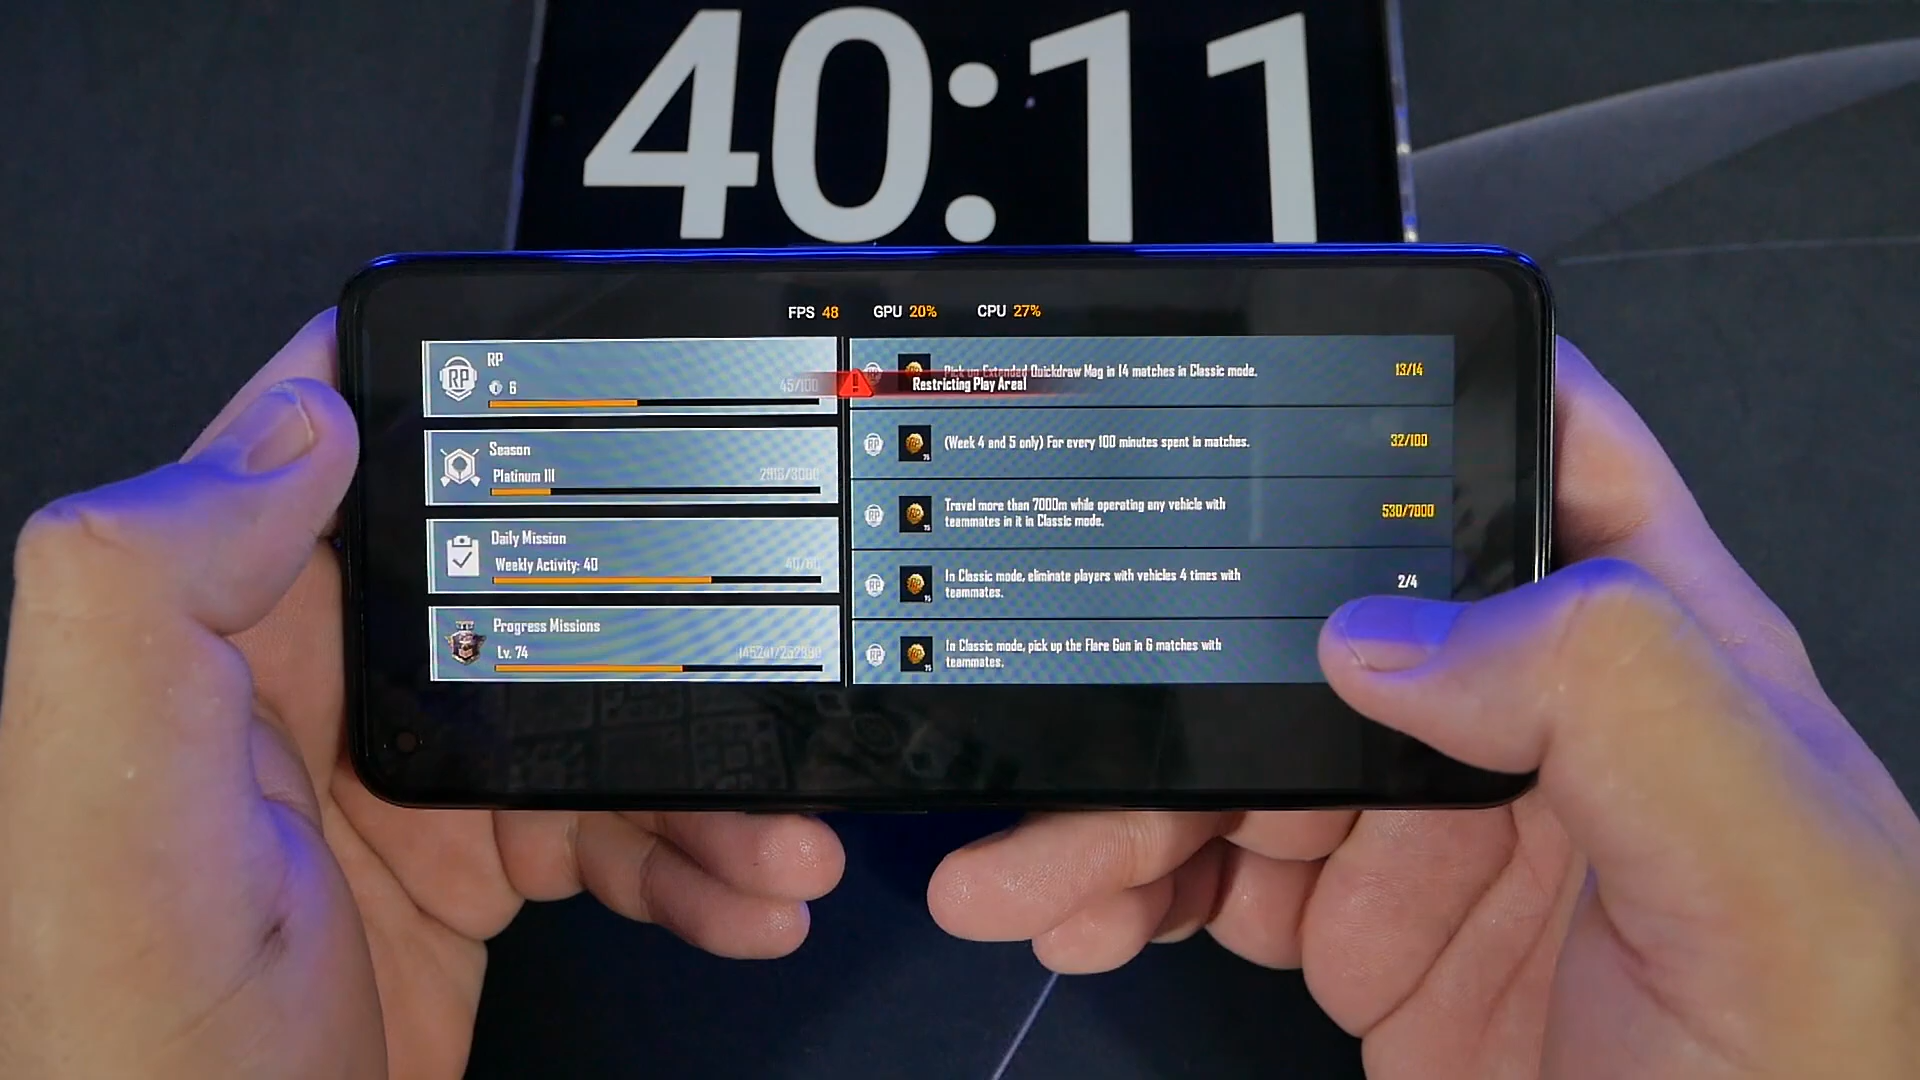 40:11
FPS 48 GPU 20% CPU 27%
RP
6 45/100
Season
Platinum III
Daily Mission
Weekly Activity: 40 40/60
Progress Missions
Lv. 74
Pick up Extended Quickdraw Mag in 14 matches in Classic mode. 13/14
Restricting Play Area!
(Week 4 and 5 only) For every 100 minutes spent in matches. 32/100
Travel more than 7000m while operating any vehicle with
teammates in it in Classic mode. 530/7000
In Classic mode, eliminate players with vehicles 4 times with
teammates. 2/4
In Classic mode, pick up the Flare Gun in 6 matches with
teammates.